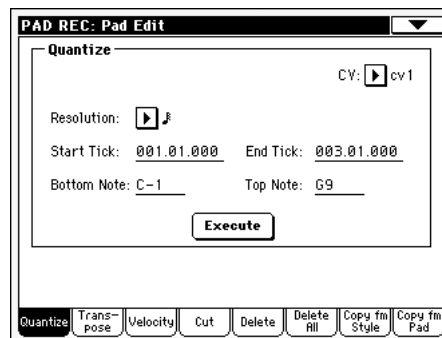 PAD REC: Pad Edit
Quantize
CV: cv1
Resolution:
Start Tick: 001.01.000 End Tick: 003.01.000
Bottom Note: C-1 Top Note: G9
Execute
Quantize Trans-pose Velocity Cut Delete Delete All Copy fm Style Copy fm Pad